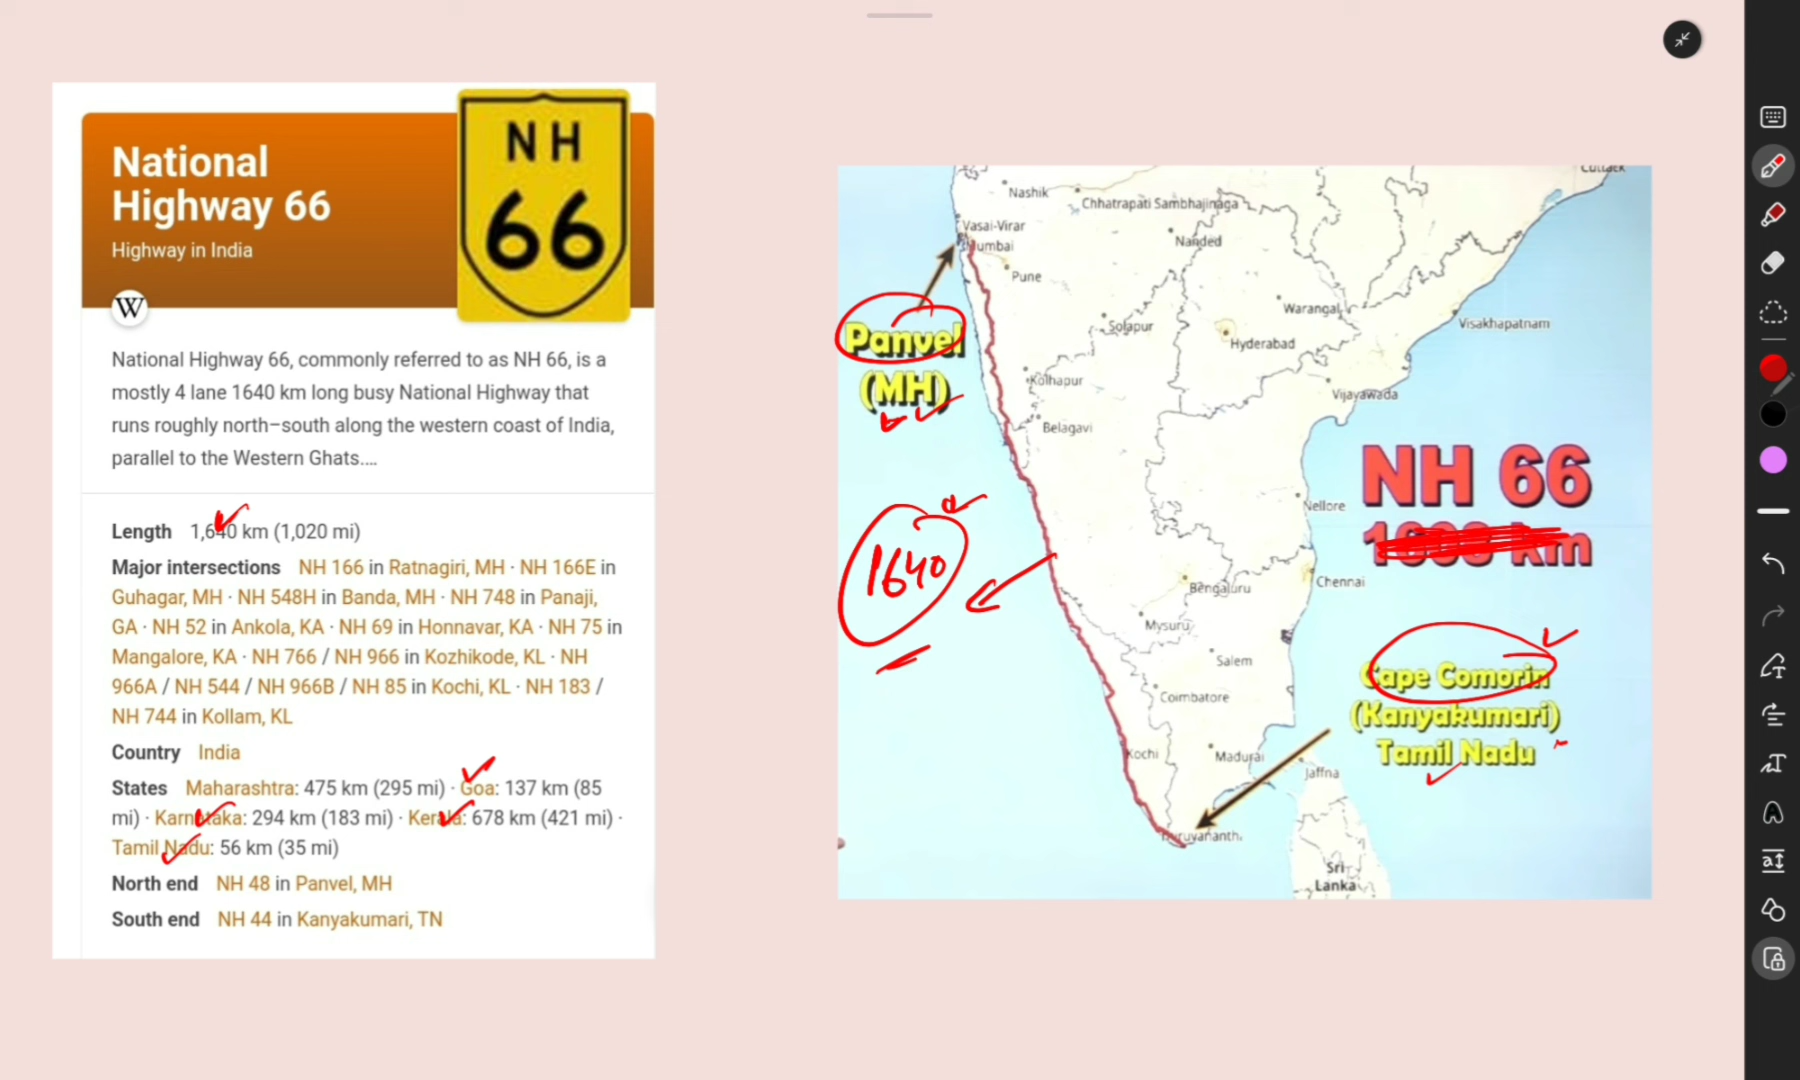 National
Highway 66
Highway in India
NH
66
W
National Highway 66, commonly referred to as NH 66, is a
mostly 4 lane 1640 km long busy National Highway that
runs roughly north–south along the western coast of India,
parallel to the Western Ghats....
Length 1,640 km (1,020 mi)
Major intersections NH 166 in Ratnagiri, MH · NH 166E in
Guhagar, MH · NH 548H in Banda, MH · NH 748 in Panaji,
GA · NH 52 in Ankola, KA · NH 69 in Honnavar, KA · NH 75 in
Mangalore, KA · NH 766 / NH 966 in Kozhikode, KL · NH
966A / NH 544 / NH 966B / NH 85 in Kochi, KL · NH 183 /
NH 744 in Kollam, KL
Country India
States Maharashtra: 475 km (295 mi) · Goa: 137 km (85
mi) · Karnataka: 294 km (183 mi) · Kerala: 678 km (421 mi) ·
Tamil Nadu: 56 km (35 mi)
North end NH 48 in Panvel, MH
South end NH 44 in Kanyakumari, TN
Cuttack
Nashik
Chhatrapati Sambhajinaga
Vasai-Virar
Mumbai
Nanded
Pune
Warangal
Solapur
Visakhapatnam
Hyderabad
Panvel
(MH)
Kolhapur
Vijayawada
Belagavi
NH 66
km
Nellore
1640
Chennai
Bengaluru
Mysuru
Salem
Cape Comorin
(Kanyakumari)
Tamil Nadu
Coimbatore
Kochi
Madurai
Jaffna
Thiruvananth
Sri
Lanka